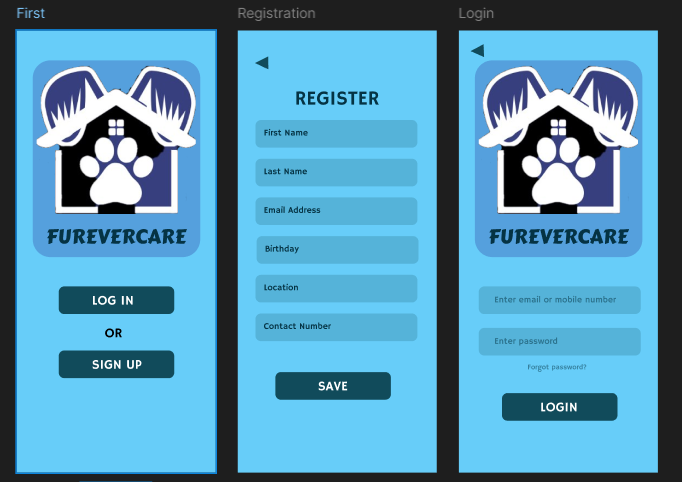 First
FUREVERCARE
LOG IN
OR
SIGN UP
Registration
REGISTER
First Name
Last Name
Email Address
Birthday
Location
Contact Number
SAVE
Login
FUREVERCARE
Enter email or mobile number
Enter password
Forgot password?
LOGIN